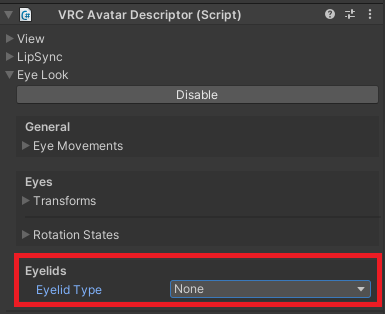 VRC Avatar Descriptor (Script)
View
LipSync
Eye Look
Disable
General
Eye Movements
Eyes
Transforms
Rotation States
Eyelids
Eyelid Type None